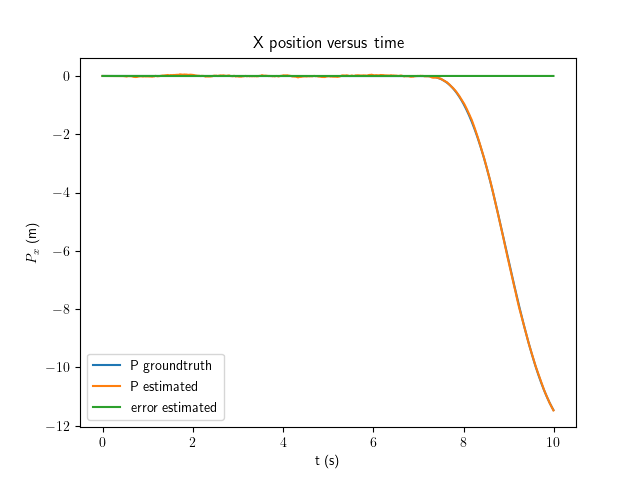 X position versus time
0
−2
−4
−6
−8
−10
−12
Pₓ (m)
P groundtruth
P estimated
error estimated
0 2 4 6 8 10
t (s)